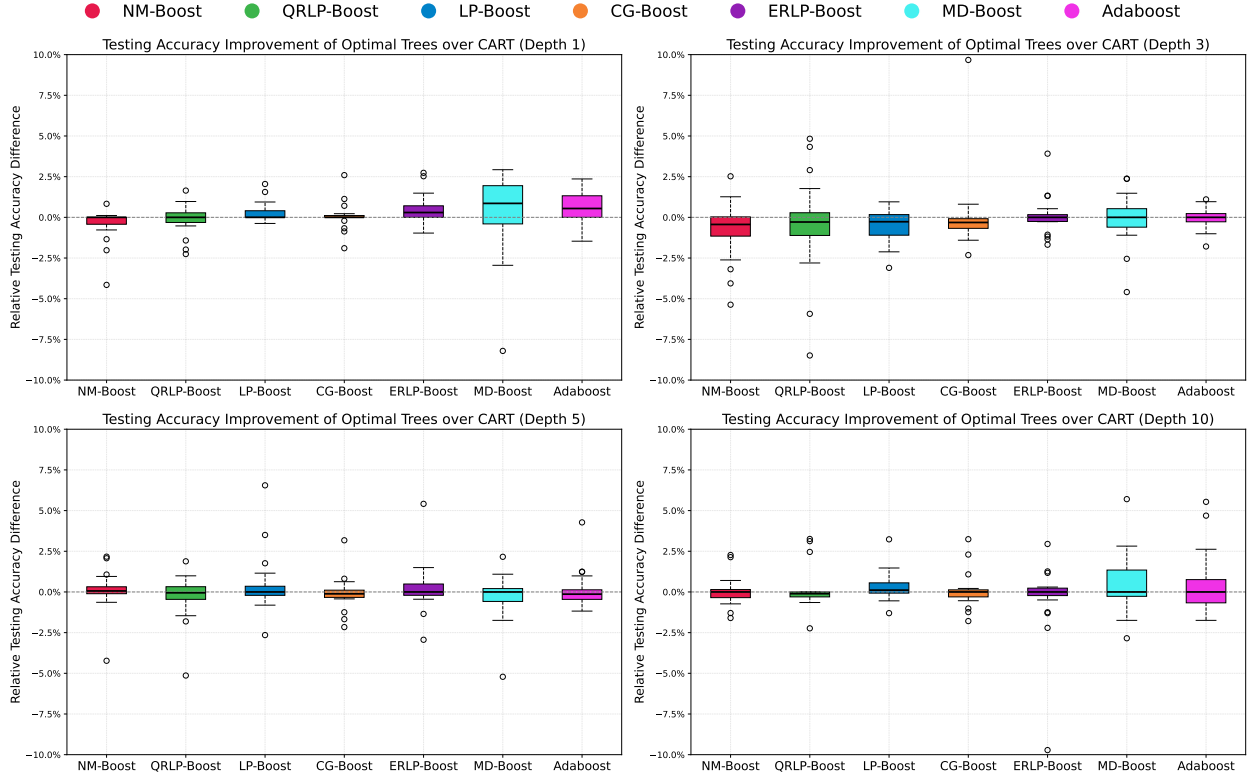 NM-Boost QRLP-Boost LP-Boost CG-Boost ERLP-Boost MD-Boost Adaboost
Testing Accuracy Improvement of Optimal Trees over CART (Depth 1)
Relative Testing Accuracy Difference
10.0%
7.5%
5.0%
2.5%
0.0%
−2.5%
−5.0%
−7.5%
−10.0%
NM-Boost QRLP-Boost LP-Boost CG-Boost ERLP-Boost MD-Boost Adaboost
Testing Accuracy Improvement of Optimal Trees over CART (Depth 3)
Relative Testing Accuracy Difference
10.0%
7.5%
5.0%
2.5%
0.0%
−2.5%
−5.0%
−7.5%
−10.0%
NM-Boost QRLP-Boost LP-Boost CG-Boost ERLP-Boost MD-Boost Adaboost
Testing Accuracy Improvement of Optimal Trees over CART (Depth 5)
Relative Testing Accuracy Difference
10.0%
7.5%
5.0%
2.5%
0.0%
−2.5%
−5.0%
−7.5%
−10.0%
NM-Boost QRLP-Boost LP-Boost CG-Boost ERLP-Boost MD-Boost Adaboost
Testing Accuracy Improvement of Optimal Trees over CART (Depth 10)
Relative Testing Accuracy Difference
10.0%
7.5%
5.0%
2.5%
0.0%
−2.5%
−5.0%
−7.5%
−10.0%
NM-Boost QRLP-Boost LP-Boost CG-Boost ERLP-Boost MD-Boost Adaboost